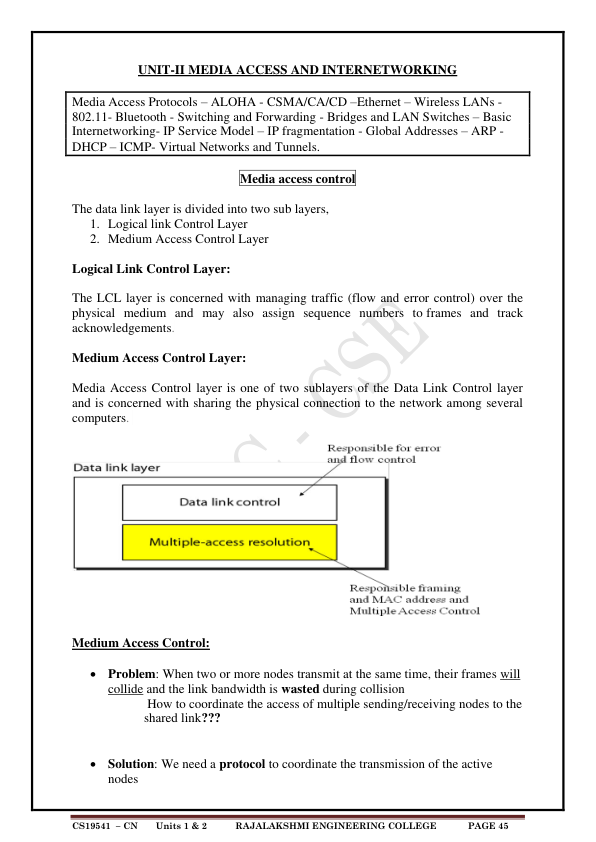 UNIT-II MEDIA ACCESS AND INTERNETWORKING
Media Access Protocols – ALOHA - CSMA/CA/CD –Ethernet – Wireless LANs -
802.11- Bluetooth - Switching and Forwarding - Bridges and LAN Switches – Basic
Internetworking- IP Service Model – IP fragmentation - Global Addresses – ARP -
DHCP – ICMP- Virtual Networks and Tunnels.
Media access control
The data link layer is divided into two sub layers,
1. Logical link Control Layer
2. Medium Access Control Layer
Logical Link Control Layer:
The LCL layer is concerned with managing traffic (flow and error control) over the
physical medium and may also assign sequence numbers to frames and track
acknowledgements.
Medium Access Control Layer:
Media Access Control layer is one of two sublayers of the Data Link Control layer
and is concerned with sharing the physical connection to the network among several
computers.
C - CSE
Responsible for error
and flow control
Data link layer
Data link control
Multiple-access resolution
Responsible framing
and MAC address and
Multiple Access Control
Medium Access Control:
• Problem: When two or more nodes transmit at the same time, their frames will
collide and the link bandwidth is wasted during collision
How to coordinate the access of multiple sending/receiving nodes to the
shared link???
• Solution: We need a protocol to coordinate the transmission of the active
nodes
CS19541 – CN Units 1 & 2 RAJALAKSHMI ENGINEERING COLLEGE PAGE 45